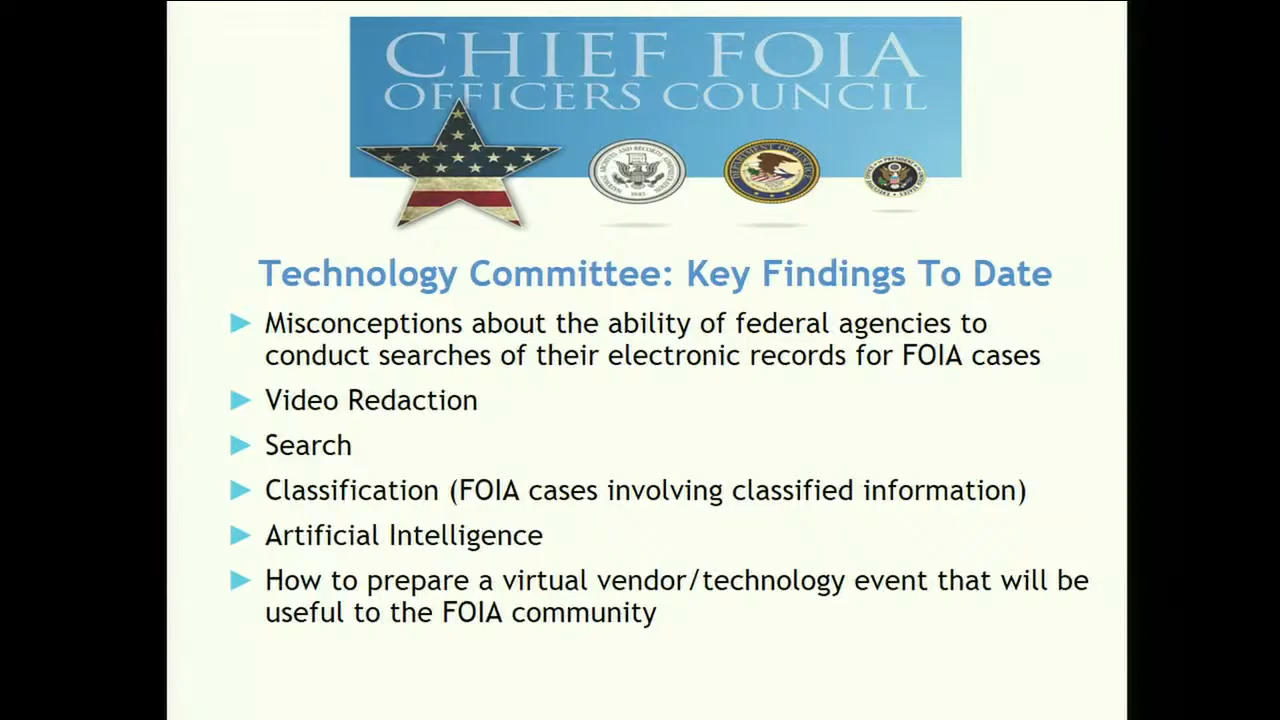 CHIEF FOIA
OFFICERS COUNCIL
Technology Committee: Key Findings To Date
Misconceptions about the ability of federal agencies to
conduct searches of their electronic records for FOIA cases
Video Redaction
Search
Classification (FOIA cases involving classified information)
Artificial Intelligence
How to prepare a virtual vendor/technology event that will be
useful to the FOIA community